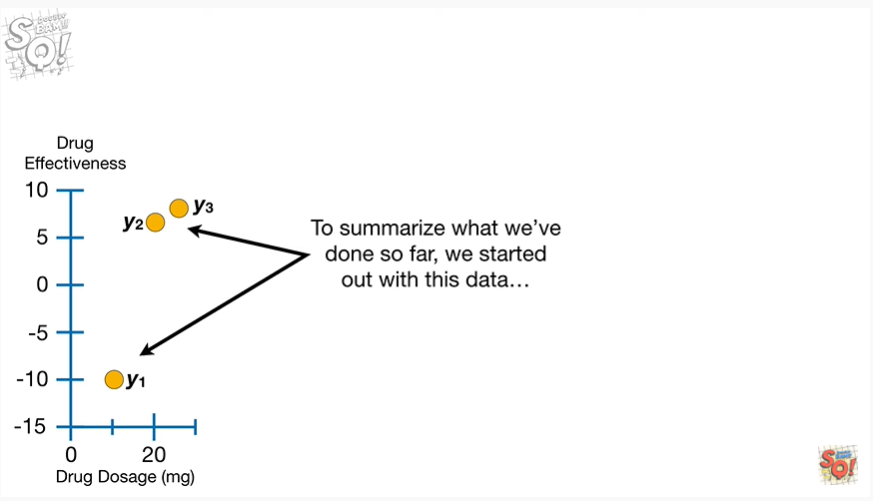 Drug
Effectiveness
10
5
0
-5
-10
-15
y2
y3
y1
0
20
Drug Dosage (mg)
To summarize what we've
done so far, we started
out with this data…
SQ!